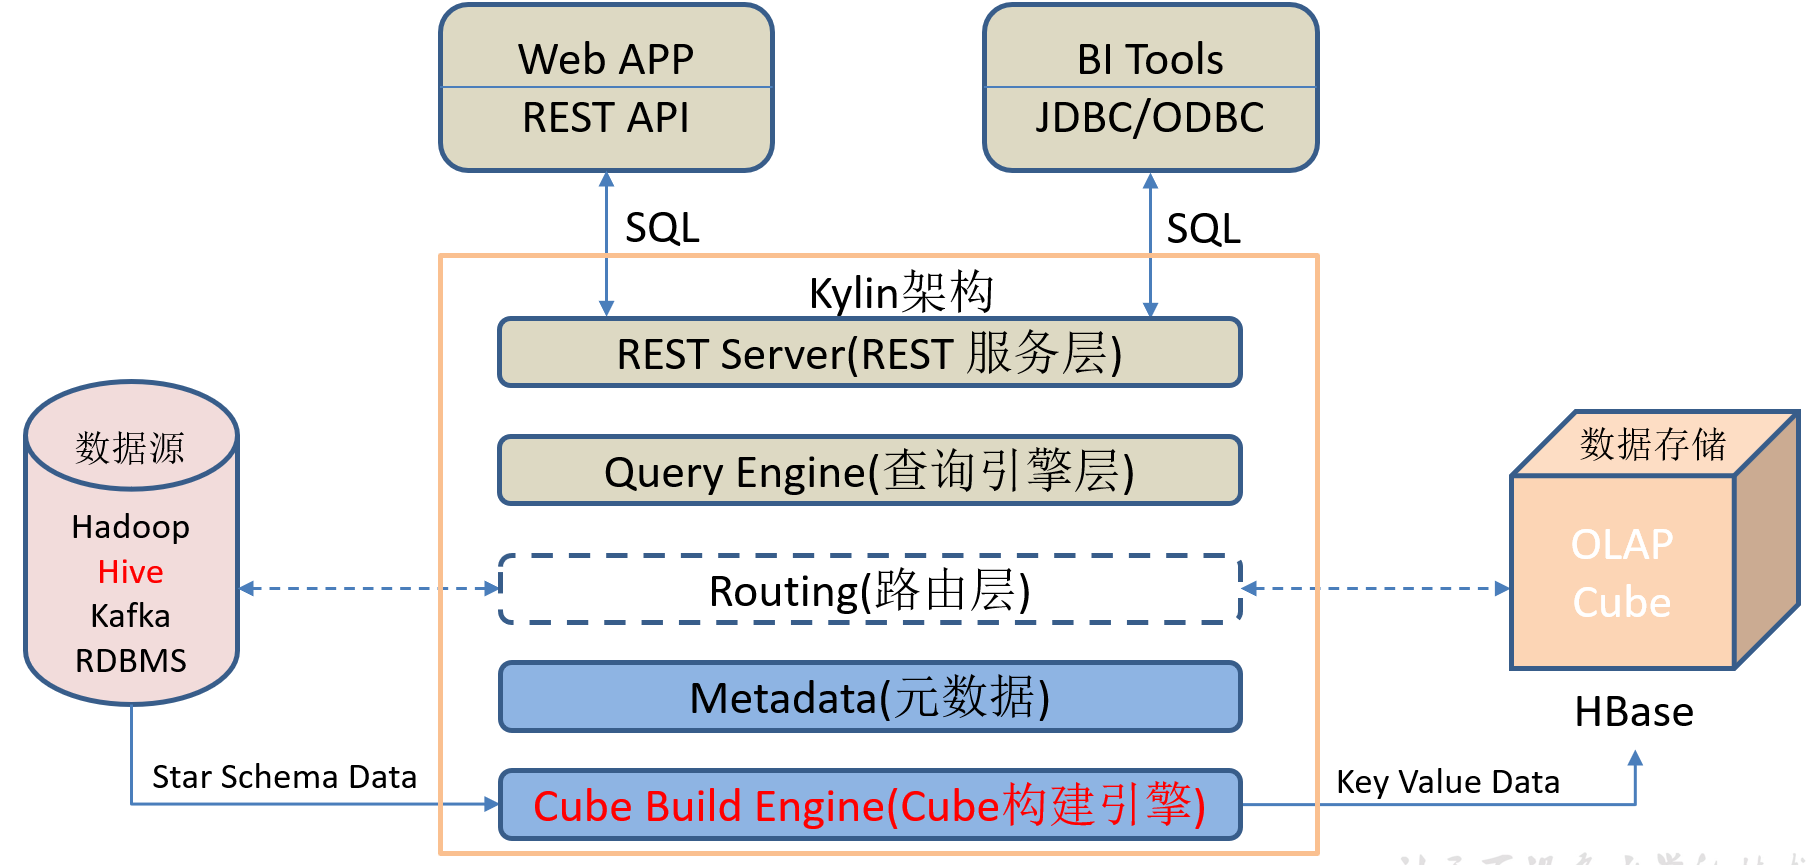 Web APP
REST API
BI Tools
JDBC/ODBC
SQL
SQL
Kylin架构
REST Server(REST 服务层)
Query Engine(查询引擎层)
Routing(路由层)
Metadata(元数据)
Cube Build Engine(Cube构建引擎)
数据源
Hadoop
Hive
Kafka
RDBMS
Star Schema Data
数据存储
OLAP
Cube
HBase
Key Value Data